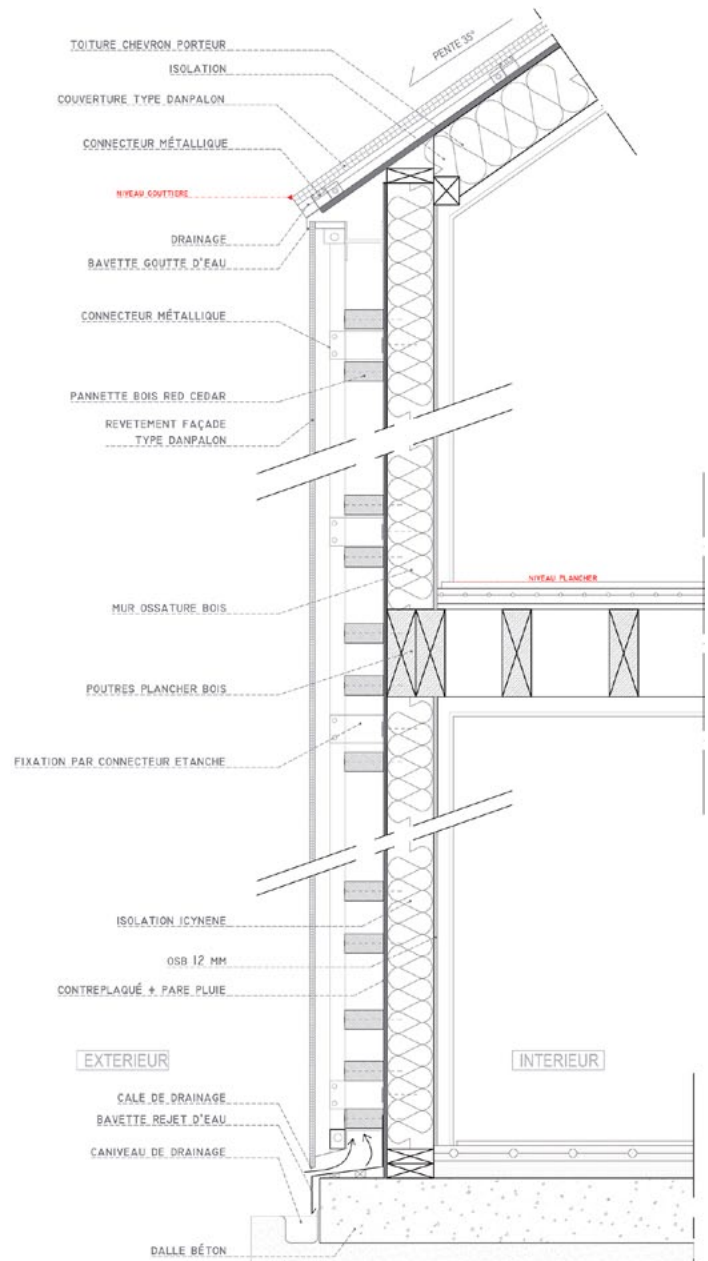 PENTE 35°
TOITURE CHEVRON PORTEUR
ISOLATION
COUVERTURE TYPE DANPALON
CONNECTEUR MÉTALLIQUE
NIVEAU GOUTTIERE
DRAINAGE
BAVETTE GOUTTE D'EAU
CONNECTEUR MÉTALLIQUE
PANNETTE BOIS RED CEDAR
REVETEMENT FAÇADE
TYPE DANPALON
NIVEAU PLANCHER
MUR OSSATURE BOIS
POUTRES PLANCHER BOIS
FIXATION PAR CONNECTEUR ETANCHE
ISOLATION ICYNENE
OSB 12 MM
CONTREPLAQUÉ + PARE PLUIE
EXTERIEUR
INTERIEUR
CALE DE DRAINAGE
BAVETTE REJET D'EAU
CANIVEAU DE DRAINAGE
DALLE BÉTON